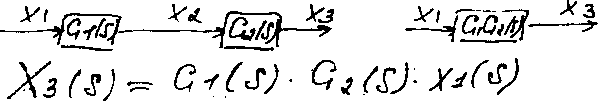 X1 G1(S) X2 G2(S) X3 X1 G1G2(S) X3
X3(S) = G1(S) · G2(S) · X1(S)